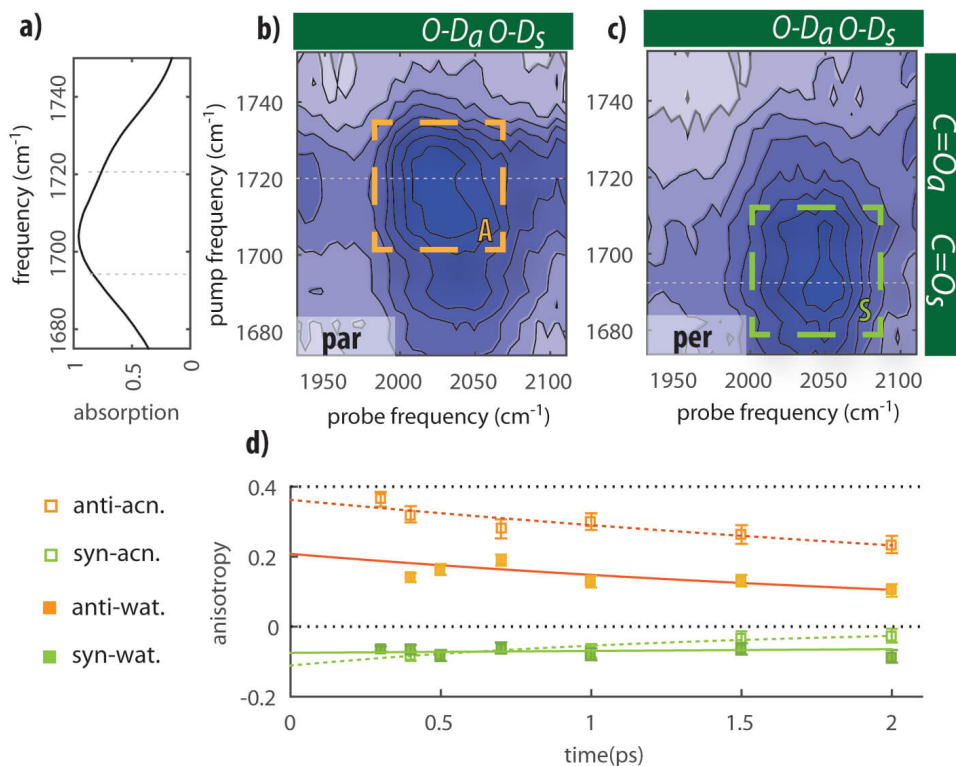 a)
b)
c)
O-Da O-Ds
O-Da O-Ds
frequency (cm-1)
1740
1720
1700
1680
1
0.5
0
absorption
pump frequency (cm-1)
1740
1720
1700
1680
A
par
1950
2000
2050
2100
probe frequency (cm-1)
1740
1720
1700
1680
S
per
1950
2000
2050
2100
probe frequency (cm-1)
C=Oa
C=Os
d)
anti-acn.
syn-acn.
anti-wat.
syn-wat.
anisotropy
0.4
0.2
0
-0.2
0
0.5
1
1.5
2
time(ps)